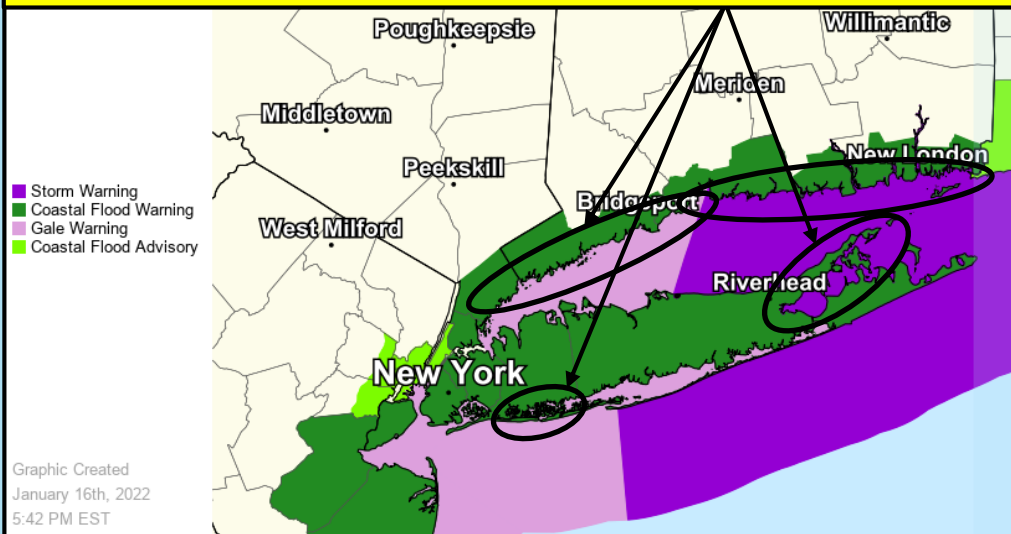 Poughkeepsie
Willimantic
Meriden
Middletown
Peekskill
New London
Storm Warning
Coastal Flood Warning
Gale Warning
Coastal Flood Advisory
Bridgeport
West Milford
Riverhead
New York
Graphic Created
January 16th, 2022
5:42 PM EST